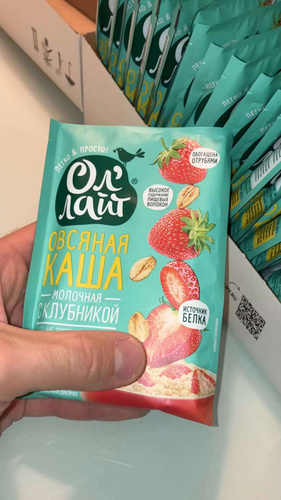 ЛЕГКО & ПРОСТО!
Ол'
лайт
ОБОГАЩЕНА
ОТРУБЯМИ
ВЫСОКОЕ
СОДЕРЖАНИЕ
ПИЩЕВЫХ
ВОЛОКОН
ОВСЯНАЯ
КАША
МОЛОЧНАЯ
С КЛУБНИКОЙ
ИСТОЧНИК
БЕЛКА